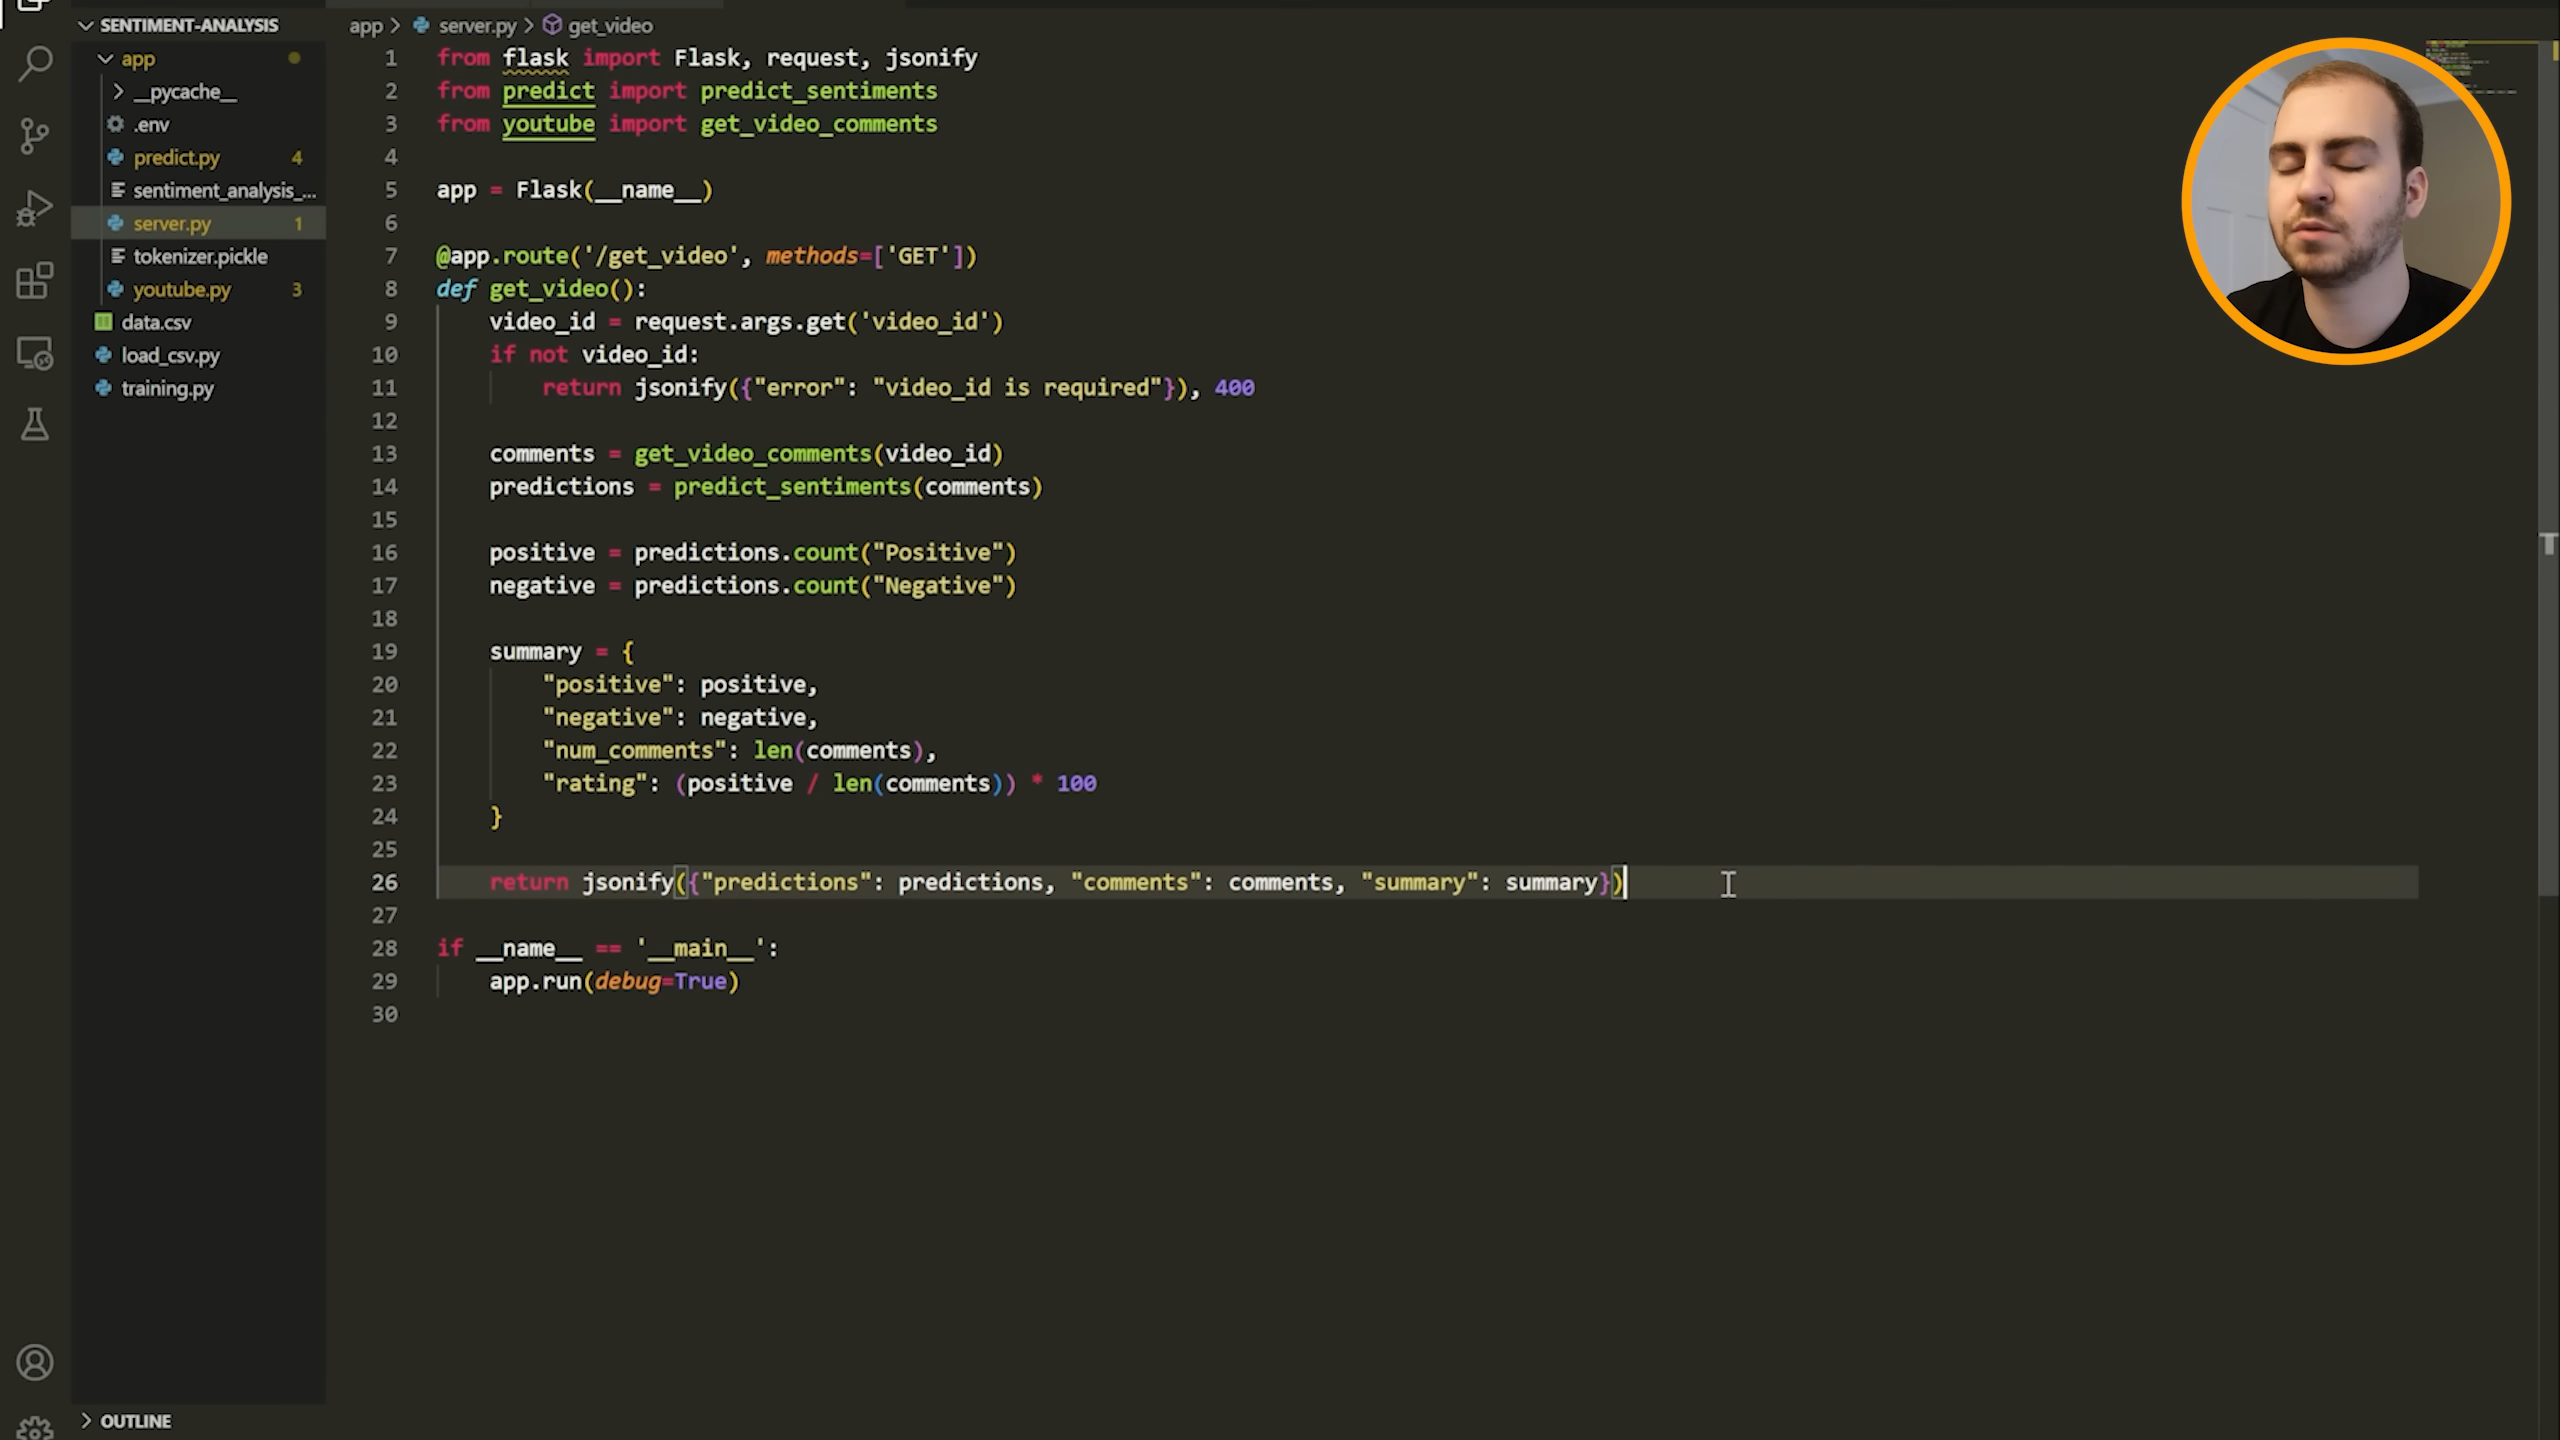 SENTIMENT-ANALYSIS
app
__pycache__
.env
predict.py 4
sentiment_analysis_...
server.py 1
tokenizer.pickle
youtube.py 3
data.csv
load_csv.py
training.py
OUTLINE
app > server.py > get_video
1 from flask import Flask, request, jsonify
2 from predict import predict_sentiments
3 from youtube import get_video_comments
4
5 app = Flask(__name__)
6
7 @app.route('/get_video', methods=['GET'])
8 def get_video():
9     video_id = request.args.get('video_id')
10     if not video_id:
11         return jsonify({"error": "video_id is required"}), 400
12
13     comments = get_video_comments(video_id)
14     predictions = predict_sentiments(comments)
15
16     positive = predictions.count("Positive")
17     negative = predictions.count("Negative")
18
19     summary = {
20         "positive": positive,
21         "negative": negative,
22         "num_comments": len(comments),
23         "rating": (positive / len(comments)) * 100
24     }
25
26     return jsonify({"predictions": predictions, "comments": comments, "summary": summary})
27
28 if __name__ == '__main__':
29     app.run(debug=True)
30